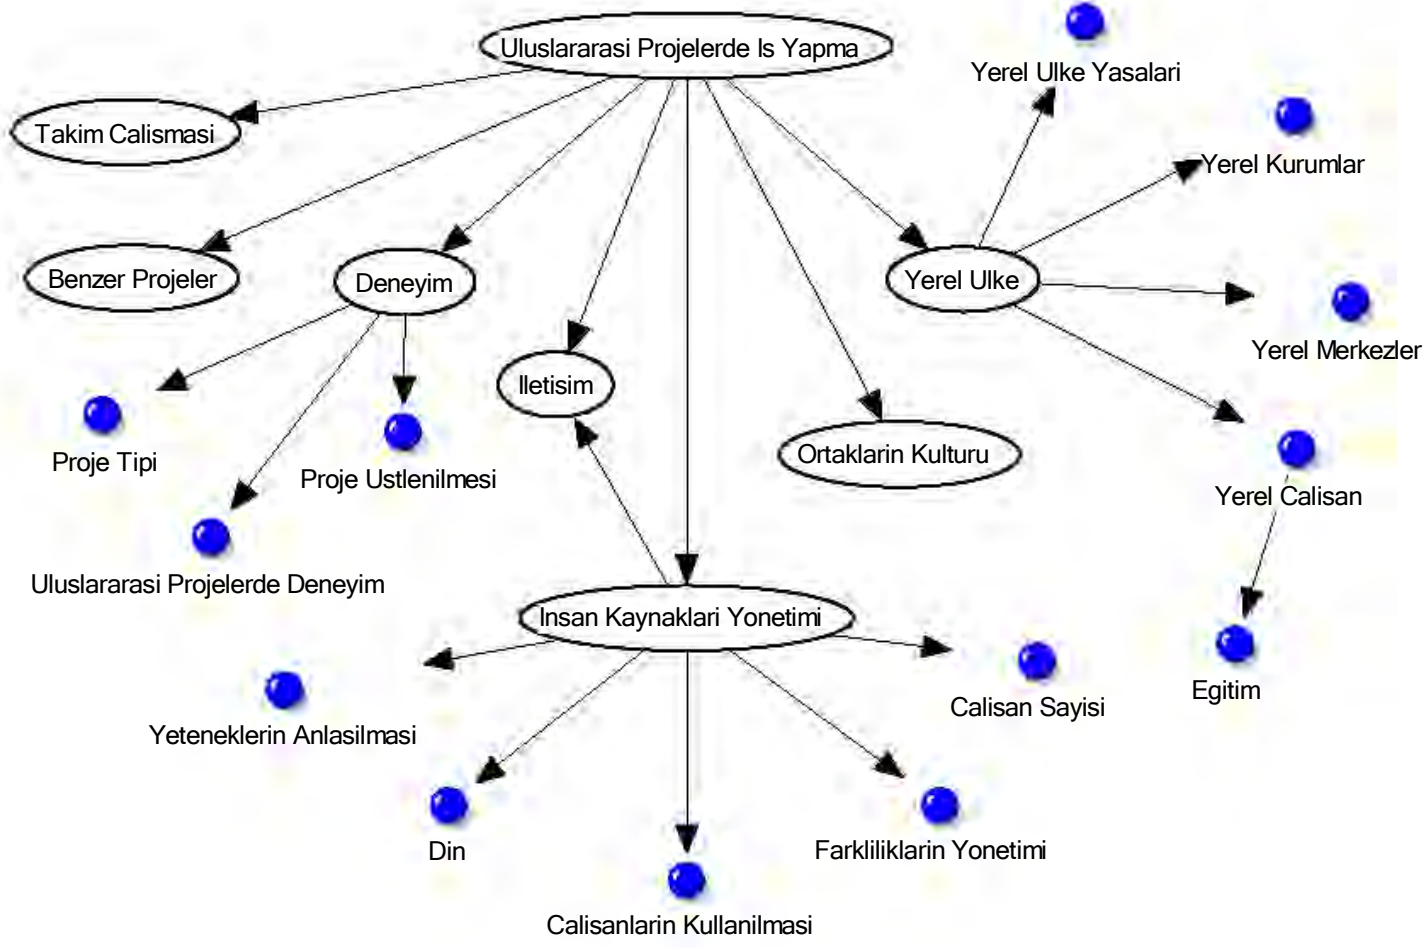 Uluslararasi Projelerde Is Yapma
Yerel Ulke Yasalari
Takim Calismasi
Yerel Kurumlar
Benzer Projeler
Deneyim
Yerel Ulke
Yerel Merkezler
Iletisim
Ortaklarin Kulturu
Proje Tipi
Proje Ustlenilmesi
Yerel Calisan
Uluslararasi Projelerde Deneyim
Insan Kaynaklari Yonetimi
Egitim
Calisan Sayisi
Yeteneklerin Anlasilmasi
Din
Farkliliklarin Yonetimi
Calisanlarin Kullanilmasi